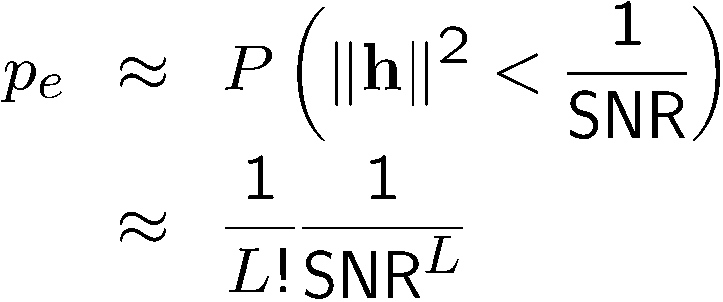 p_e ≈ P ( ‖h‖² < 1/SNR )
≈ 1/L! 1/SNR^L